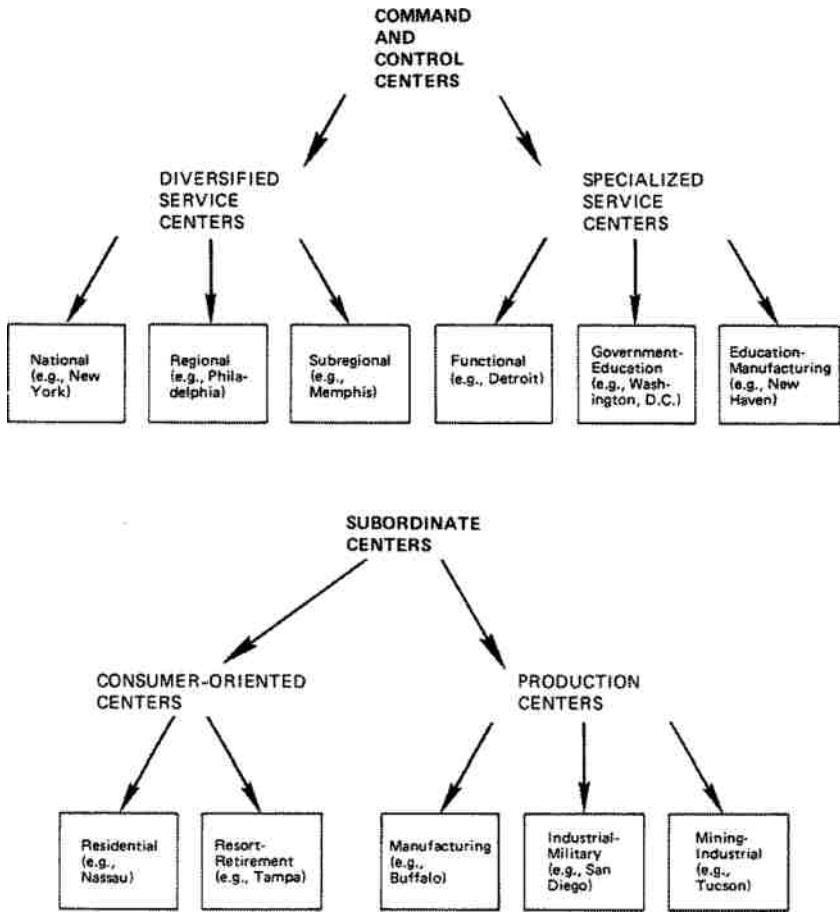 COMMAND
AND
CONTROL
CENTERS
DIVERSIFIED
SERVICE
CENTERS
SPECIALIZED
SERVICE
CENTERS
National
(e.g., New
York)
Regional
(e.g., Phila-
delphia)
Subregional
(e.g.,
Memphis)
Functional
(e.g., Detroit)
Government-
Education
(e.g., Wash-
ington, D.C.)
Education-
Manufacturing
(e.g., New
Haven)
SUBORDINATE
CENTERS
CONSUMER-ORIENTED
CENTERS
PRODUCTION
CENTERS
Residential
(e.g.,
Nassau)
Resort-
Retirement
(e.g., Tampa)
Manufacturing
(e.g.,
Buffalo)
Industrial-
Military
(e.g., San
Diego)
Mining-
Industrial
(e.g.,
Tucson)